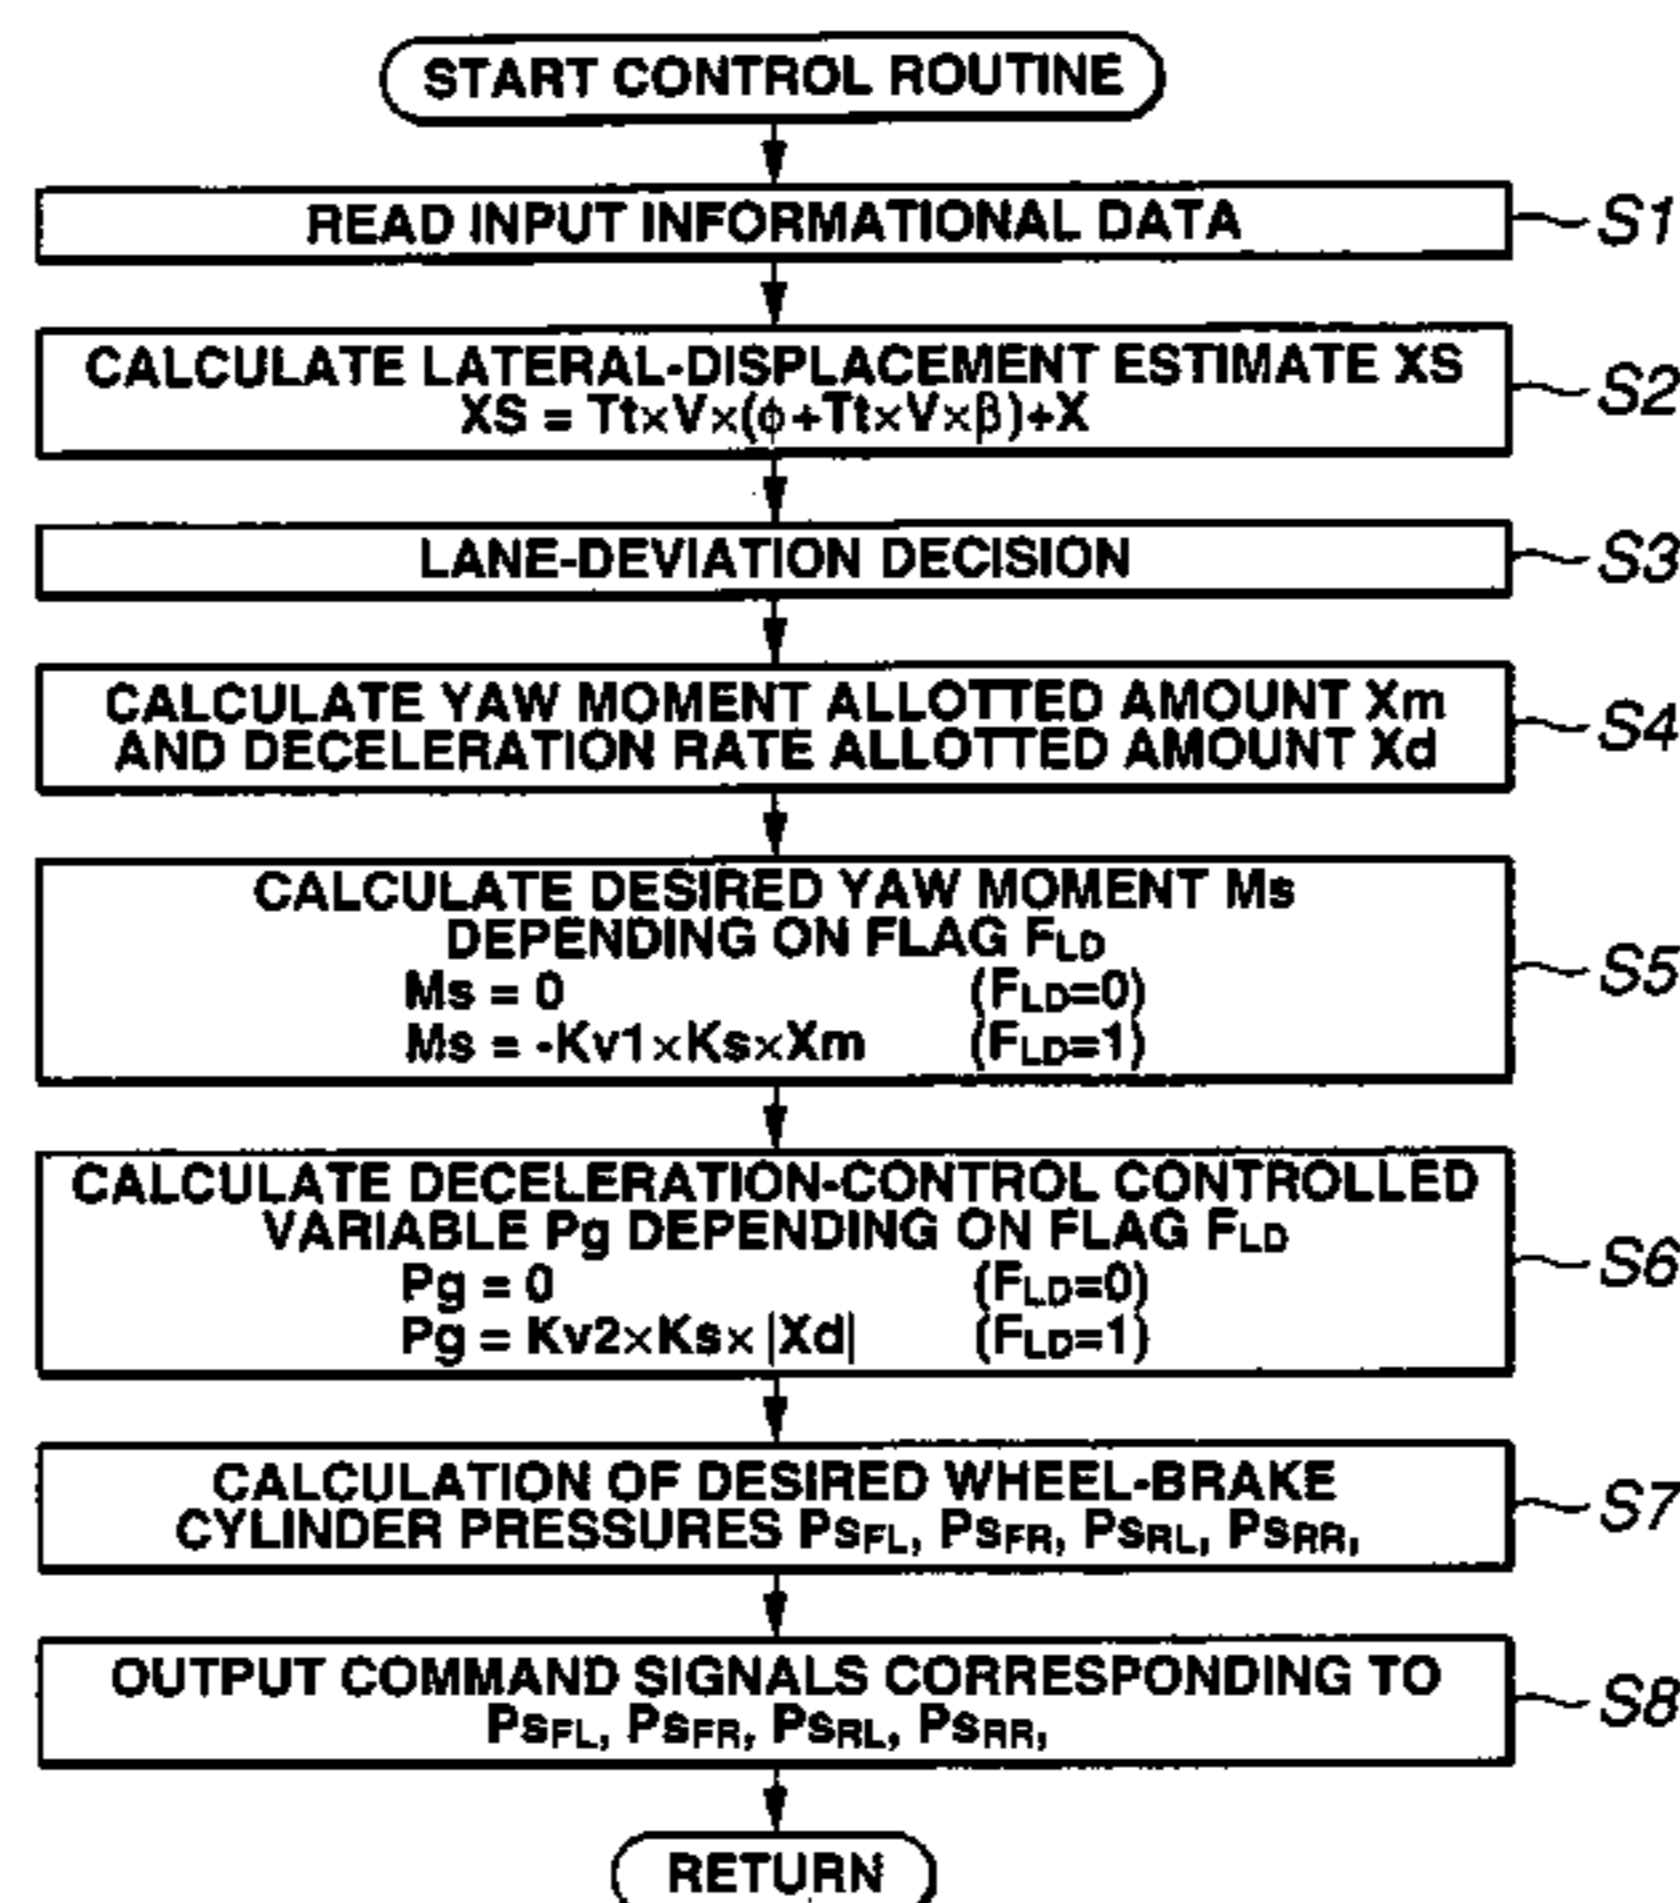 START CONTROL ROUTINE
READ INPUT INFORMATIONAL DATA
S1
CALCULATE LATERAL-DISPLACEMENT ESTIMATE XS
XS = Tt×V×(ϕ+Tt×V×β)+X
S2
LANE-DEVIATION DECISION
S3
CALCULATE YAW MOMENT ALLOTTED AMOUNT Xm
AND DECELERATION RATE ALLOTTED AMOUNT Xd
S4
CALCULATE DESIRED YAW MOMENT Ms
DEPENDING ON FLAG FLD
Ms = 0 (FLD=0)
Ms = -Kv1×Ks×Xm (FLD=1)
S5
CALCULATE DECELERATION-CONTROL CONTROLLED
VARIABLE Pg DEPENDING ON FLAG FLD
Pg = 0 (FLD=0)
Pg = Kv2×Ks×|Xd| (FLD=1)
S6
CALCULATION OF DESIRED WHEEL-BRAKE
CYLINDER PRESSURES PsFL, PsFR, PsRL, PsRR,
S7
OUTPUT COMMAND SIGNALS CORRESPONDING TO
PsFL, PsFR, PsRL, PsRR,
S8
RETURN